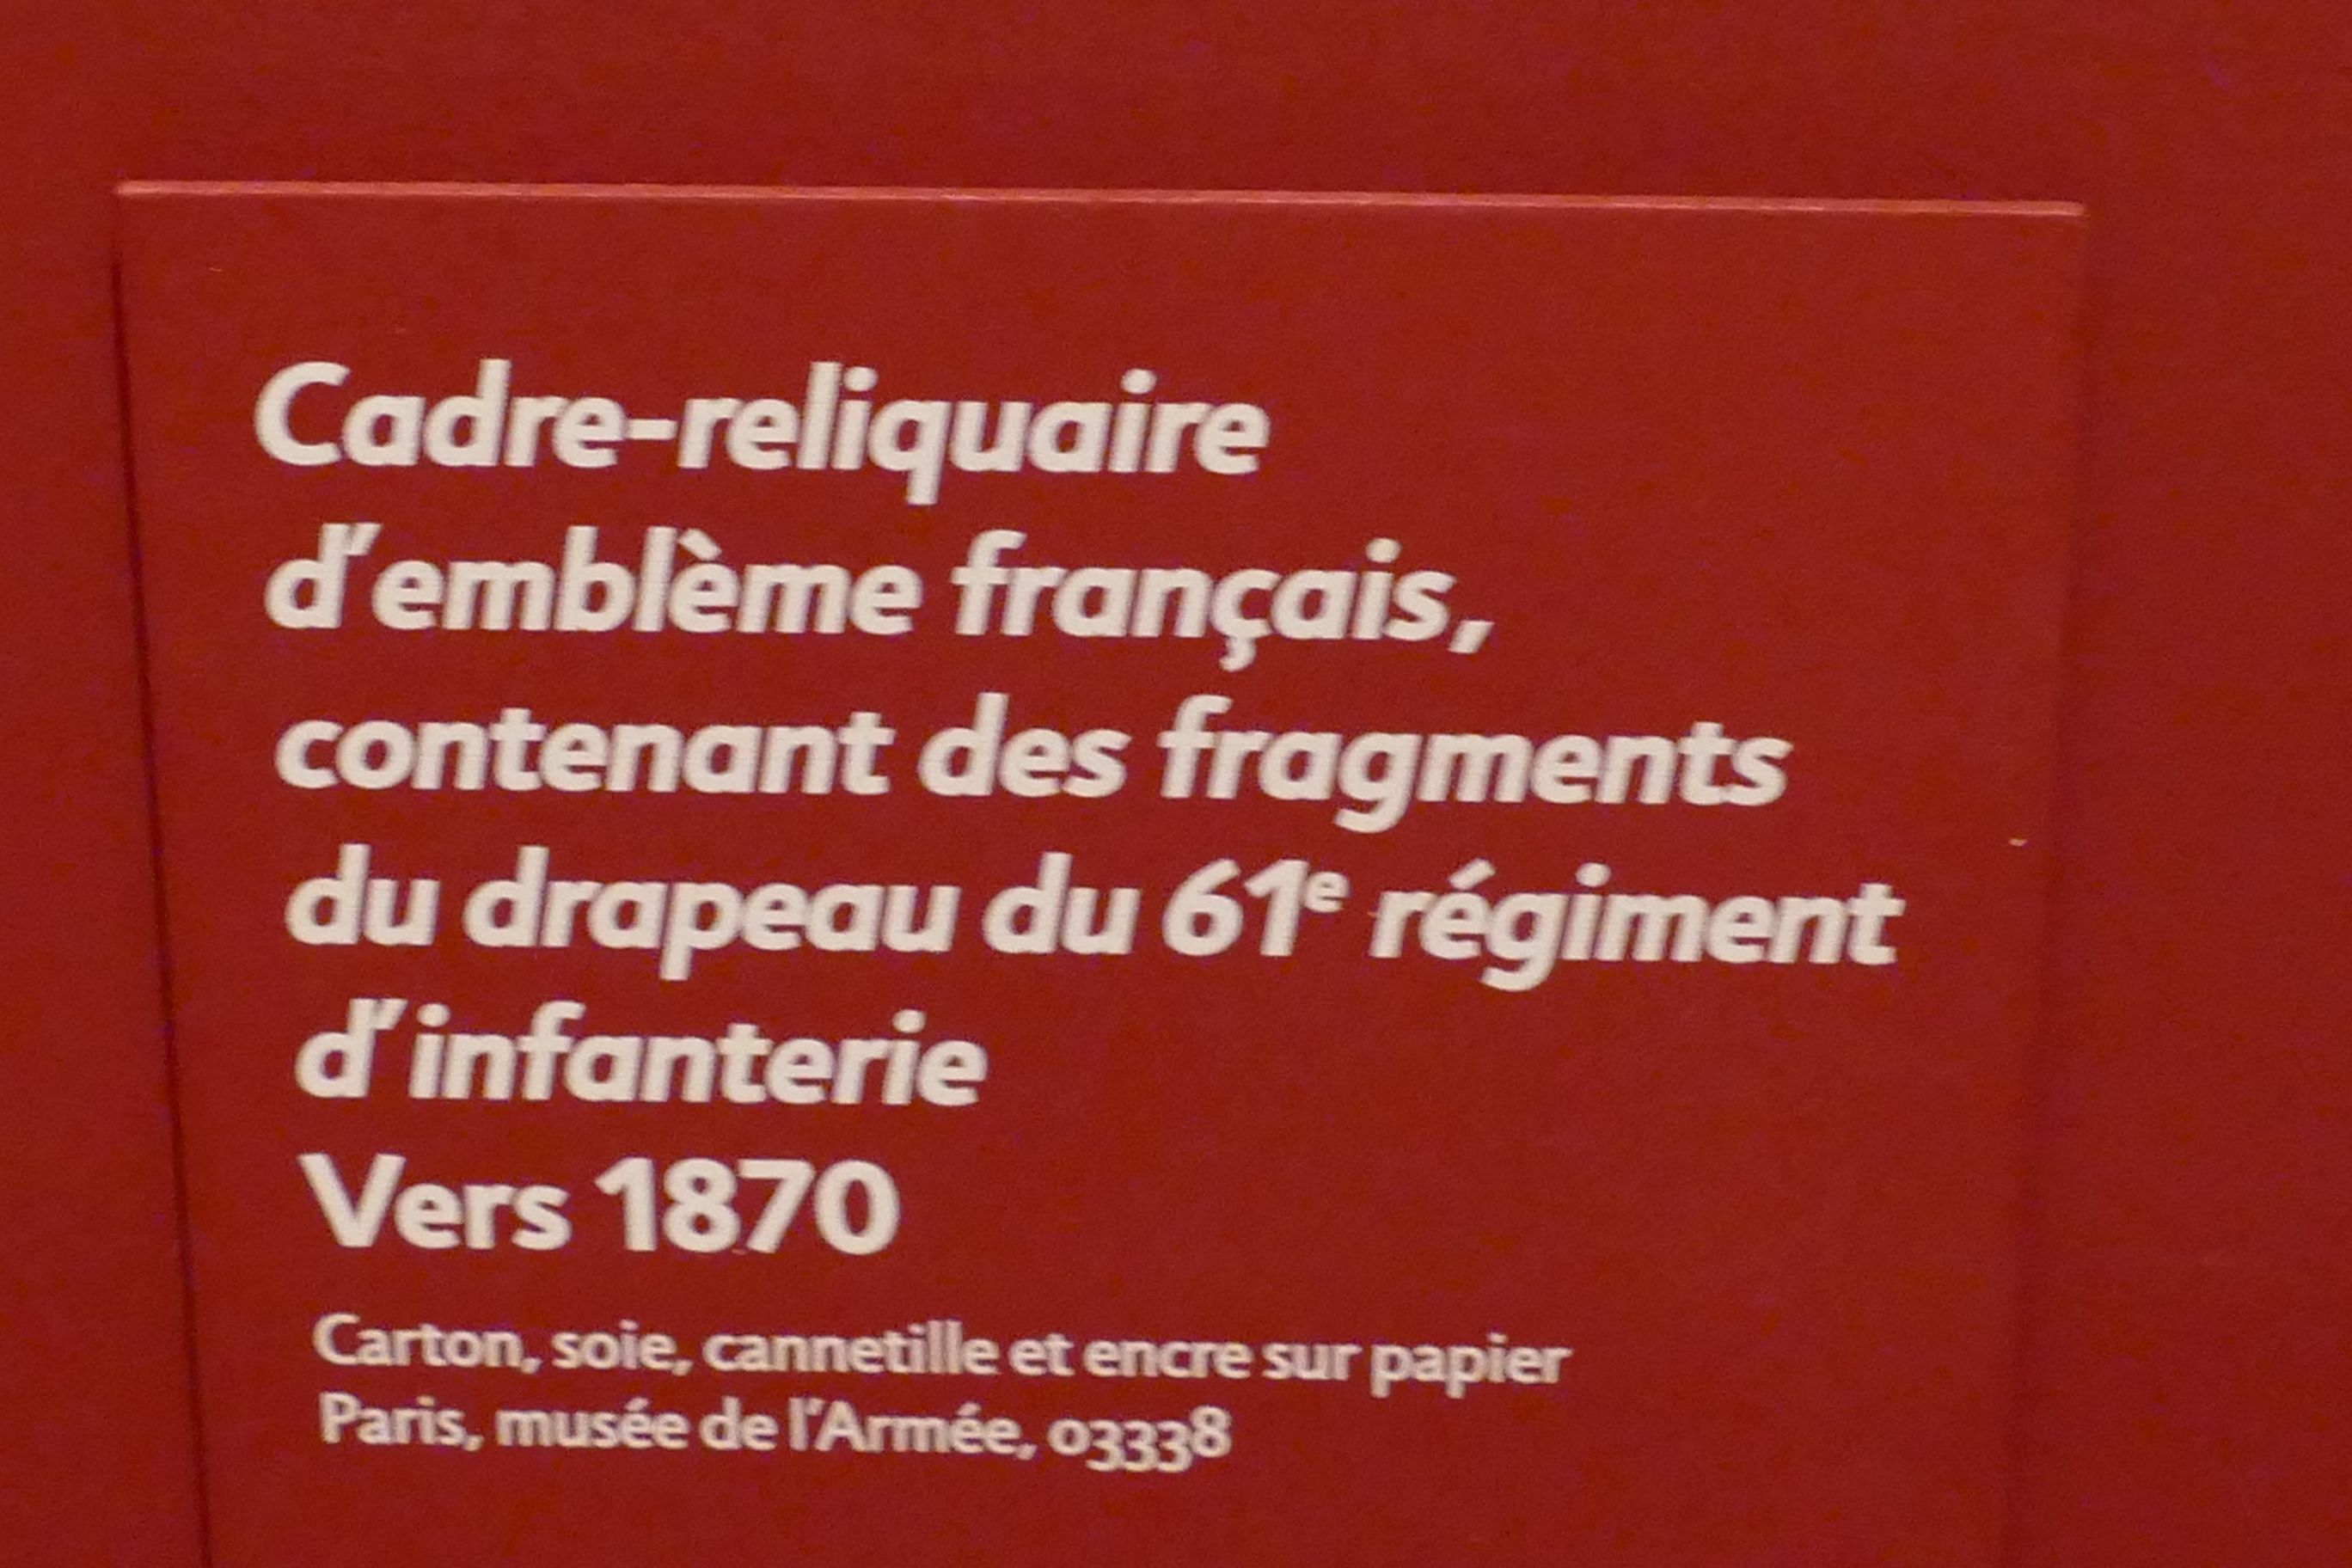 Cadre-reliquaire
d'emblème français,
contenant des fragments
du drapeau du 61e régiment
d'infanterie
Vers 1870
Carton, soie, cannetille et encre sur papier
Paris, musée de l'Armée, 03338